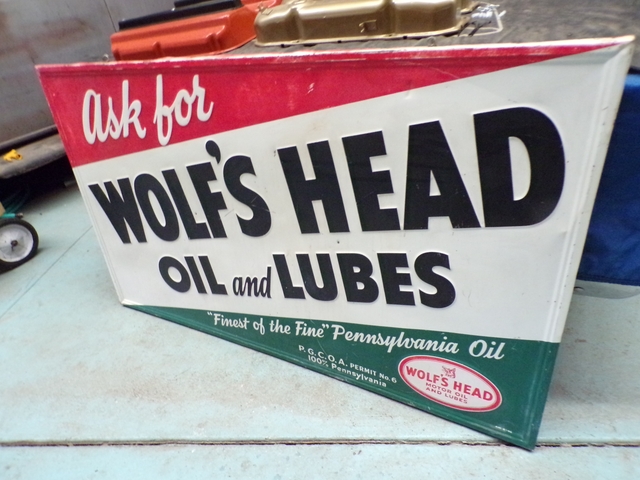 Ask for
WOLF'S HEAD
OIL and LUBES
"Finest of the Fine" Pennsylvania Oil
P.G.C.O.A. PERMIT No. 6
100% Pennsylvania
WOLF'S HEAD
MOTOR OIL
AND LUBES